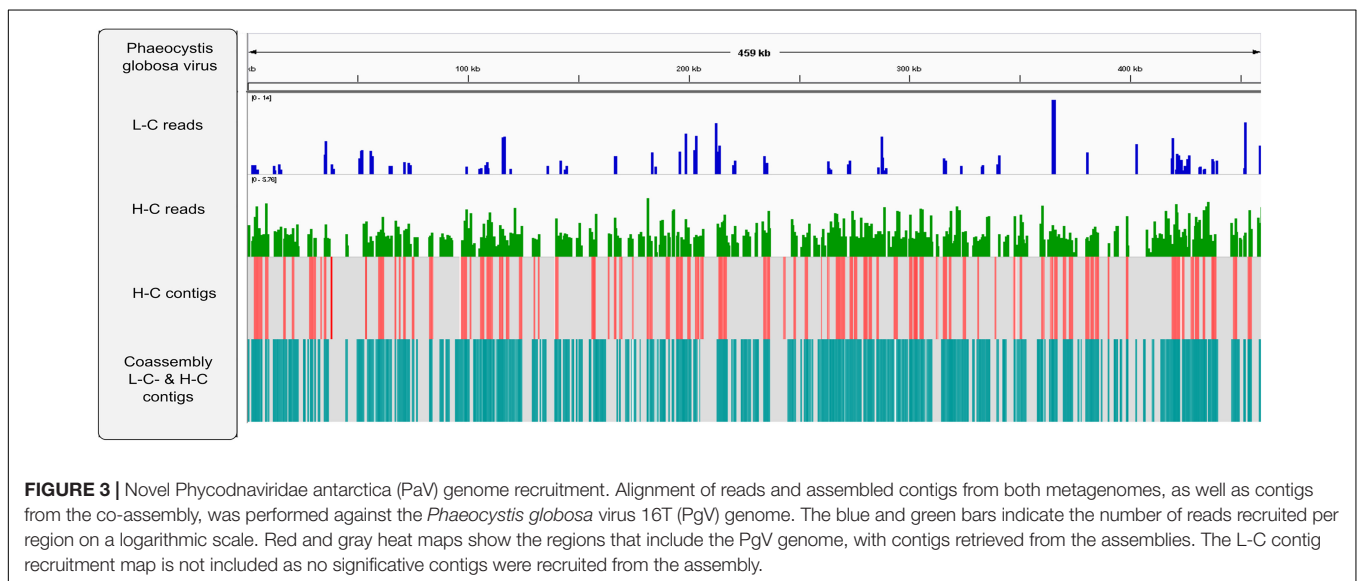 Phaeocystis
globosa virus
459 kb
kb
100 kb
200 kb
300 kb
400 kb
L-C reads
[0 - 14]
H-C reads
[0 - 5.76]
H-C contigs
Coassembly
L-C- & H-C
contigs
FIGURE 3 | Novel Phycodnaviridae antarctica (PaV) genome recruitment. Alignment of reads and assembled contigs from both metagenomes, as well as contigs
from the co-assembly, was performed against the Phaeocystis globosa virus 16T (PgV) genome. The blue and green bars indicate the number of reads recruited per
region on a logarithmic scale. Red and gray heat maps show the regions that include the PgV genome, with contigs retrieved from the assemblies. The L-C contig
recruitment map is not included as no significative contigs were recruited from the assembly.